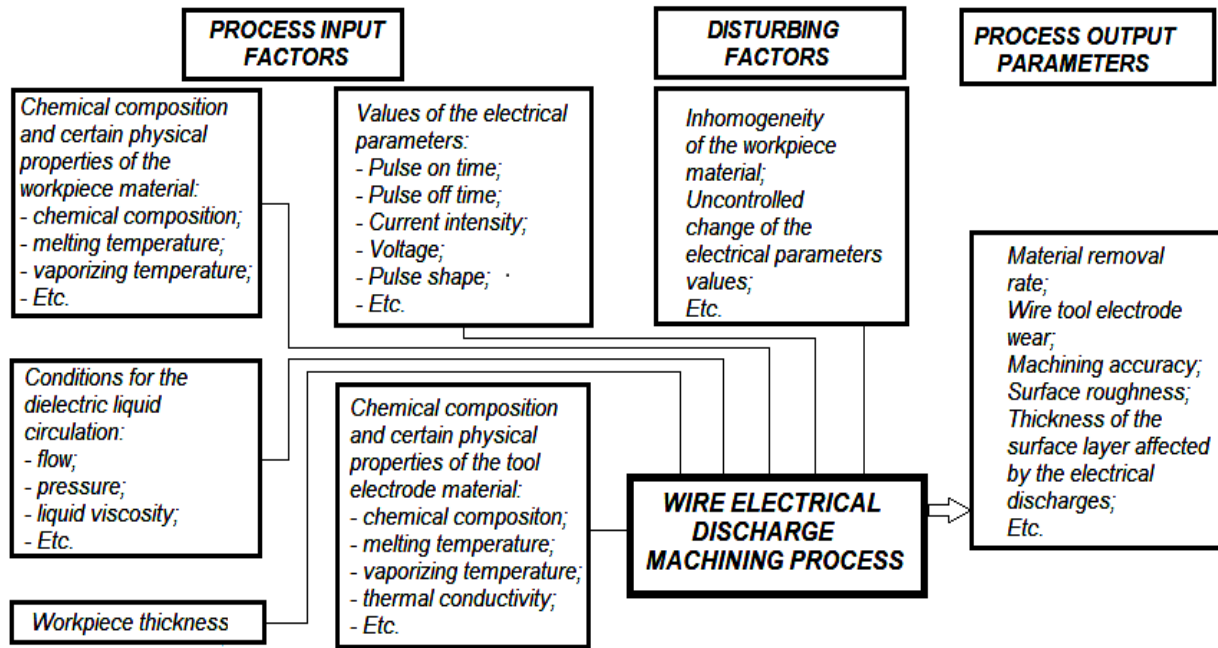 PROCESS INPUT
FACTORS
Chemical composition
and certain physical
properties of the
workpiece material:
- chemical composition;
- melting temperature;
- vaporizing temperature;
- Etc.
Values of the electrical
parameters:
- Pulse on time;
- Pulse off time;
- Current intensity;
- Voltage;
- Pulse shape;
- Etc.
Conditions for the
dielectric liquid
circulation:
- flow;
- pressure;
- liquid viscosity;
- Etc.
Chemical composition
and certain physical
properties of the tool
electrode material:
- chemical compositon;
- melting temperature;
- vaporizing temperature;
- thermal conductivity;
- Etc.
Workpiece thickness
DISTURBING
FACTORS
Inhomogeneity
of the workpiece
material;
Uncontrolled
change of the
electrical parameters
values;
Etc.
WIRE ELECTRICAL
DISCHARGE
MACHINING PROCESS
PROCESS OUTPUT
PARAMETERS
Material removal
rate;
Wire tool electrode
wear;
Machining accuracy;
Surface roughness;
Thickness of the
surface layer affected
by the electrical
discharges;
Etc.